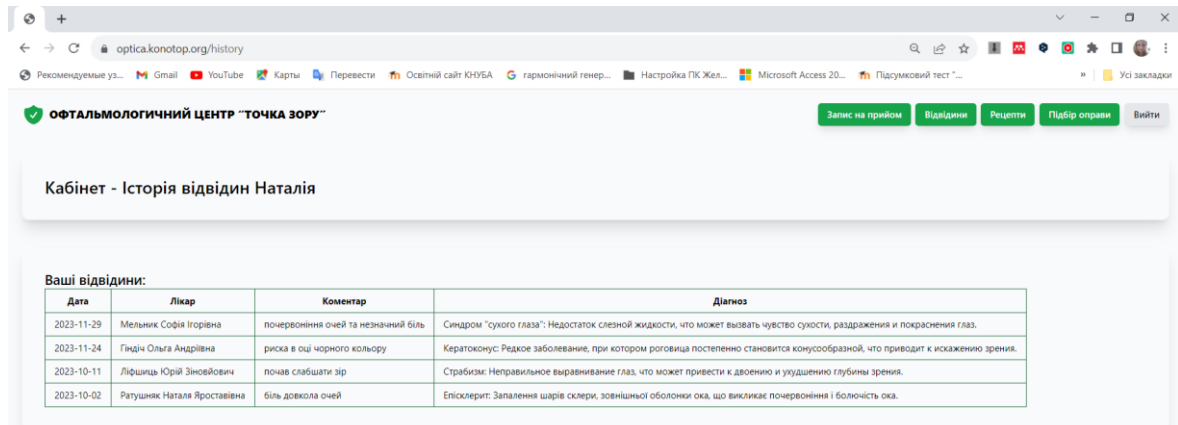 optica.konotop.org/history
Рекомендуемые уз... Gmail YouTube Карты Перевести Освітній сайт КНУБА гармонічний генер... Настройка ПК Жел... Microsoft Access 20... Підсумковий тест "... » Усі закладки
ОФТАЛЬМОЛОГИЧНИЙ ЦЕНТР "ТОЧКА ЗОРУ" Запис на прийом Відвідини Рецепти Підбір оправи Вийти
Кабінет - Історія відвідин Наталія
Ваші відвідини:
Дата Лікар Коментар Діагноз
2023-11-29 Мельник Софія Ігорівна почервоніння очей та незначний біль Синдром "сухого глаза": Недостаток слезной жидкости, что может вызвать чувство сухости, раздражения и покраснения глаз.
2023-11-24 Гіндіч Ольга Андріївна риска в оці чорного кольору Кератоконус: Редкое заболевание, при котором роговица постепенно становится конусообразной, что приводит к искажению зрения.
2023-10-11 Ліфшиць Юрій Зіновійович почав слабшати зір Страбизм: Неправильное выравнивание глаз, что может привести к двоению и ухудшению глубины зрения.
2023-10-02 Ратушняк Наталя Яроставівна біль довкола очей Епісклерит: Запалення шарів склери, зовнішньої оболонки ока, що викликає почервоніння і болючість ока.